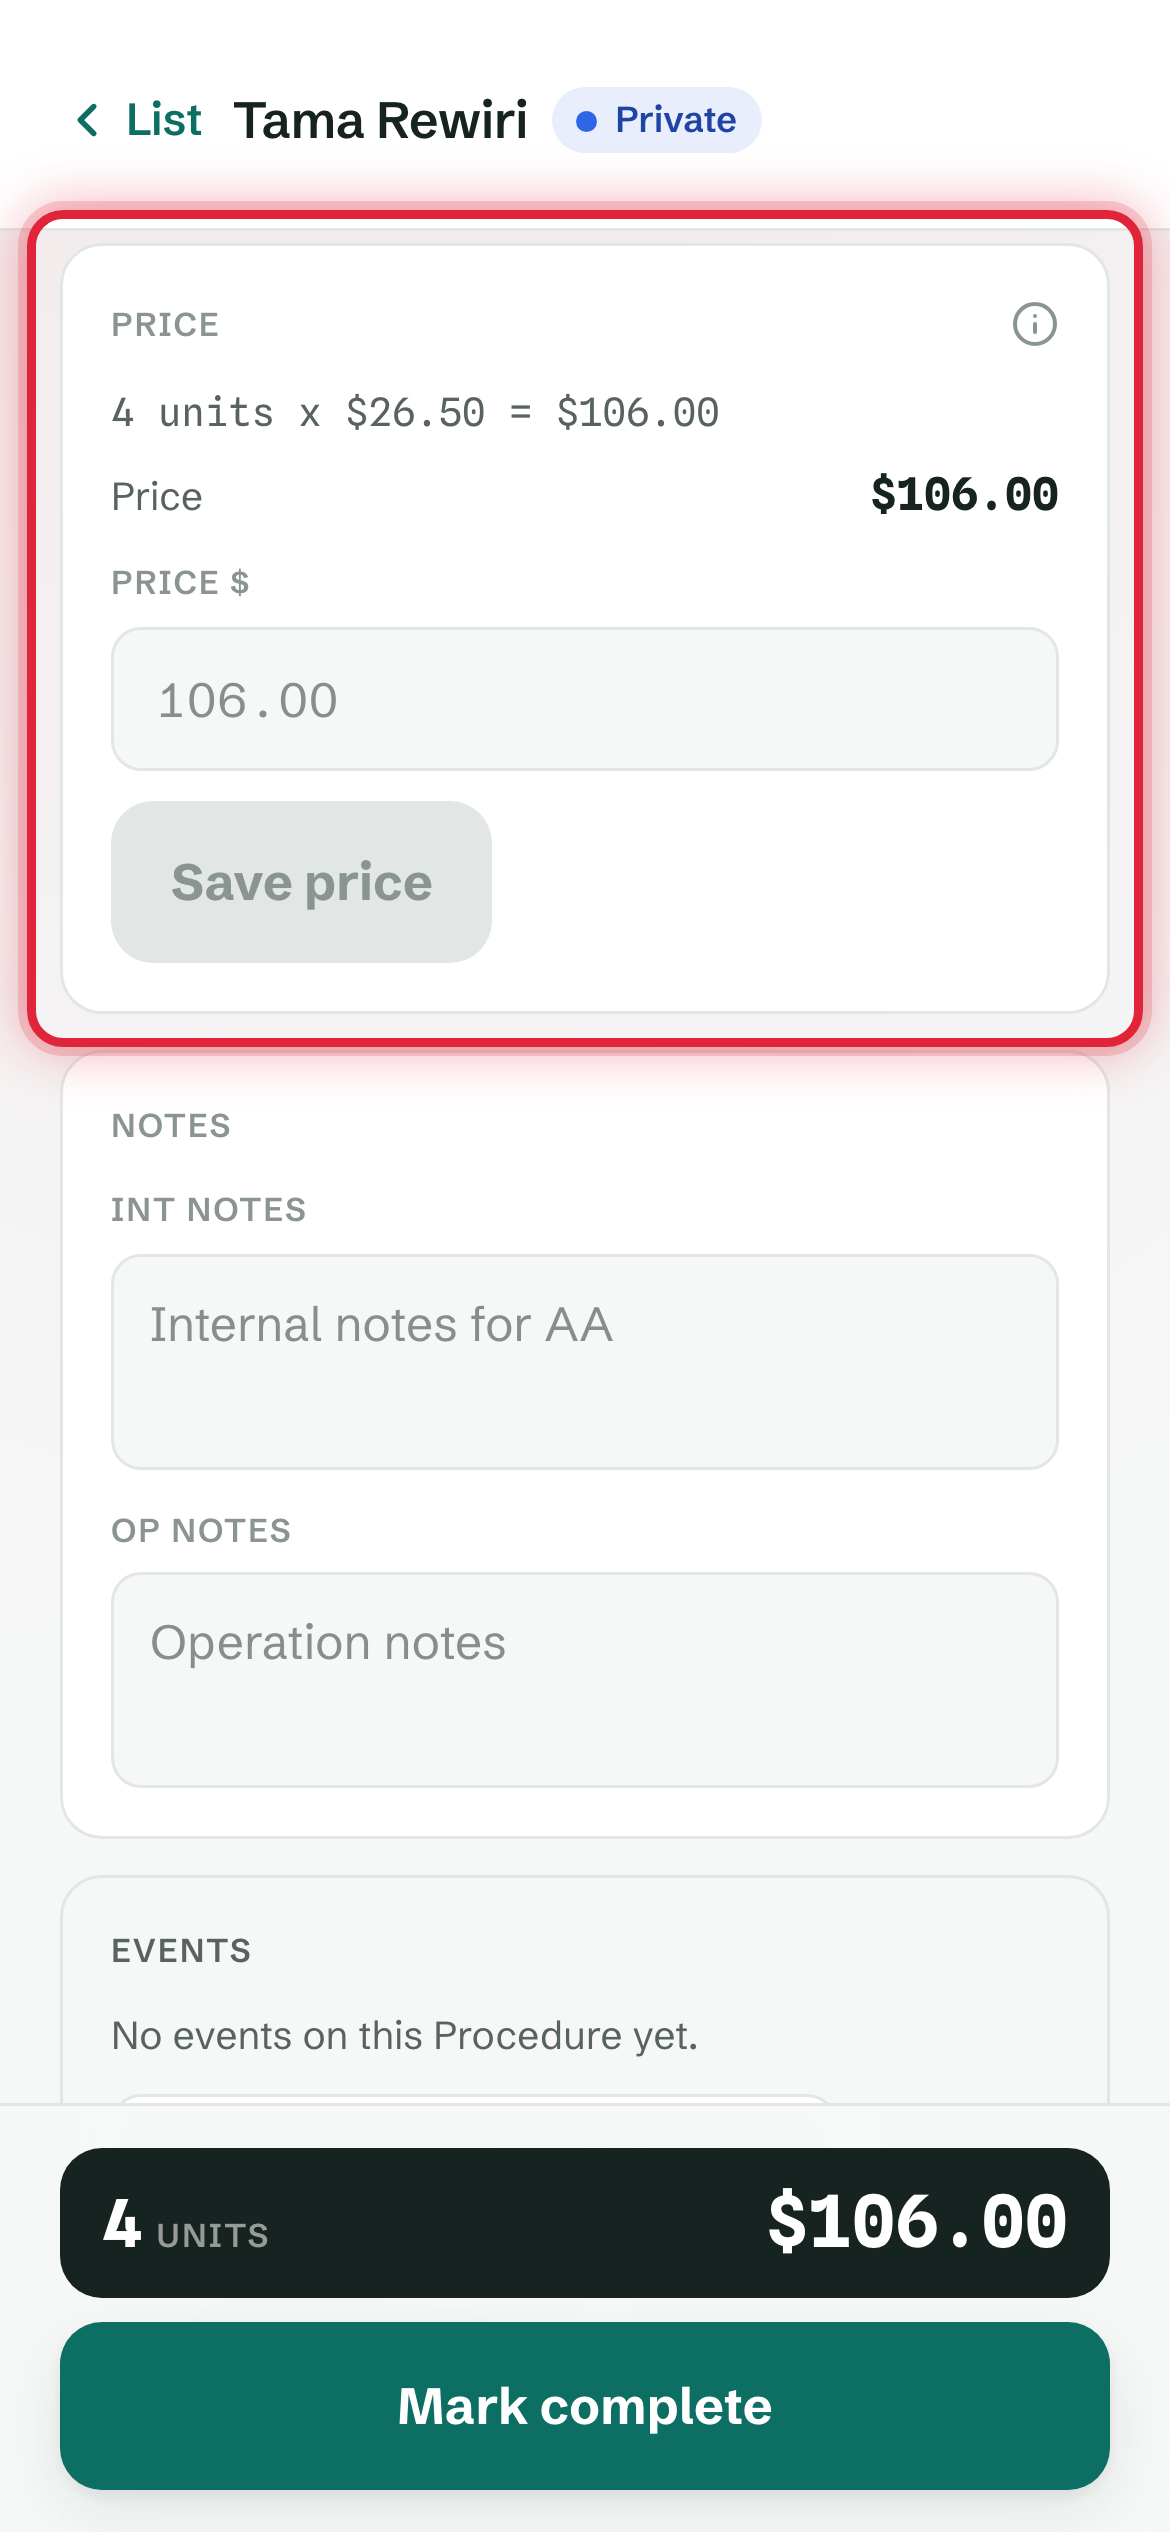 List Tama Rewiri Private
PRICE
4 units x $26.50 = $106.00
Price $106.00
PRICE $
106.00
Save price
NOTES
INT NOTES
Internal notes for AA
OP NOTES
Operation notes
EVENTS
No events on this Procedure yet.
4 UNITS $106.00
Mark complete